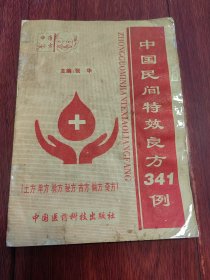 ZHONGGUOMINJIANTEXIAOLIANGFANG
中国民间特效良方341例
主编：张华
(土方 单方 验方 秘方 古方 偏方 奇方)
中国医药科技出版社